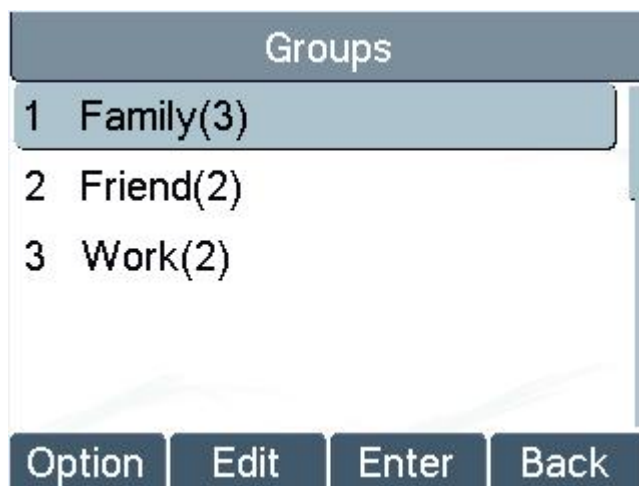 Groups
1 Family(3)
2 Friend(2)
3 Work(2)
Option Edit Enter Back